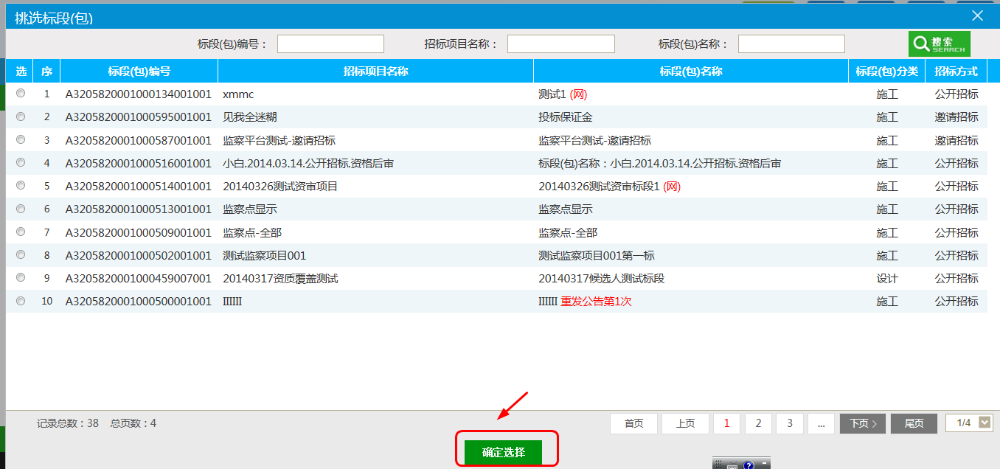 挑选标段(包)
标段(包)编号： 招标项目名称： 标段(包)名称： 搜索 SEARCH
选 序 标段(包)编号 招标项目名称 标段(包)名称 标段(包)分类 招标方式
1 A3205820001000134001001 xmmc 测试1 (网) 施工 公开招标
2 A3205820001000595001001 见我全迷糊 投标保证金 施工 邀请招标
3 A3205820001000587001001 监察平台测试-邀请招标 监察平台测试-邀请招标 施工 邀请招标
4 A3205820001000516001001 小白.2014.03.14.公开招标.资格后审 标段(包)名称：小白.2014.03.14.公开招标.资格后审 施工 公开招标
5 A3205820001000514001001 20140326测试资审项目 20140326测试资审标段1 (网) 施工 公开招标
6 A3205820001000513001001 监察点显示 监察点显示 施工 公开招标
7 A3205820001000509001001 监察点-全部 监察点-全部 施工 公开招标
8 A3205820001000502001001 测试监察项目001 测试监察项目001第一标 施工 公开招标
9 A3205820001000459007001 20140317资质覆盖测试 20140317候选人测试标段 设计 公开招标
10 A3205820001000500001001 IIIIII IIIIII 重发公告第1次 施工 公开招标
记录总数：38 总页数：4 首页 上页 1 2 3 ... 下页 尾页 1/4
确定选择